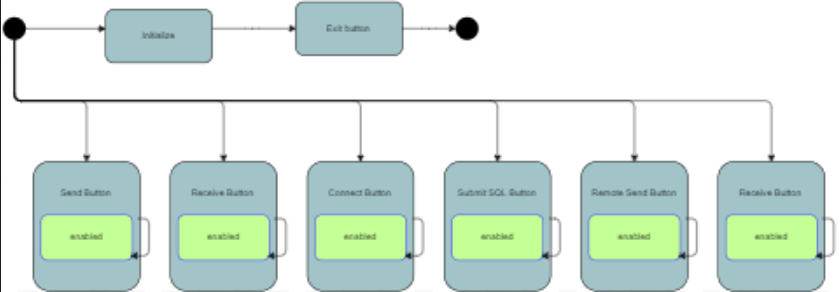 Initialize
Exit button
Send Button
Receive Button
Connect Button
Submit SQL Button
Remote Send Button
Receive Button
enabled
enabled
enabled
enabled
enabled
enabled